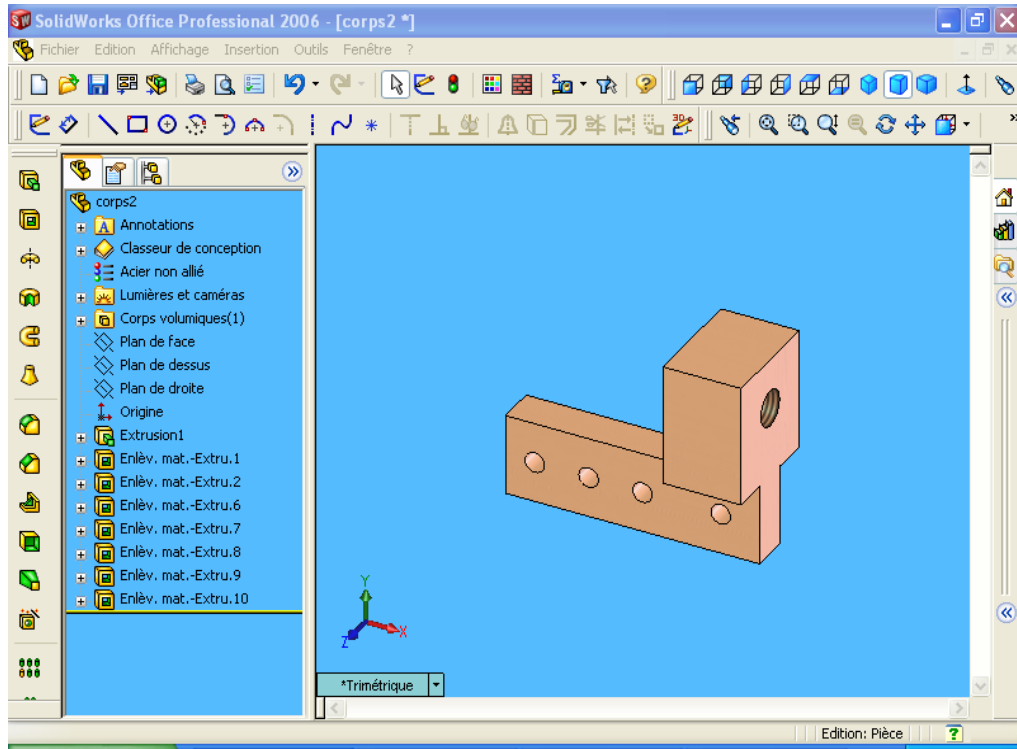 SolidWorks Office Professional 2006 - [corps2 *]
Fichier Edition Affichage Insertion Outils Fenêtre ?
corps2
Annotations
Classeur de conception
Acier non allié
Lumières et caméras
Corps volumiques(1)
Plan de face
Plan de dessus
Plan de droite
Origine
Extrusion1
Enlèv. mat.-Extru.1
Enlèv. mat.-Extru.2
Enlèv. mat.-Extru.6
Enlèv. mat.-Extru.7
Enlèv. mat.-Extru.8
Enlèv. mat.-Extru.9
Enlèv. mat.-Extru.10
Y
X
Z
*Trimétrique
Edition: Pièce